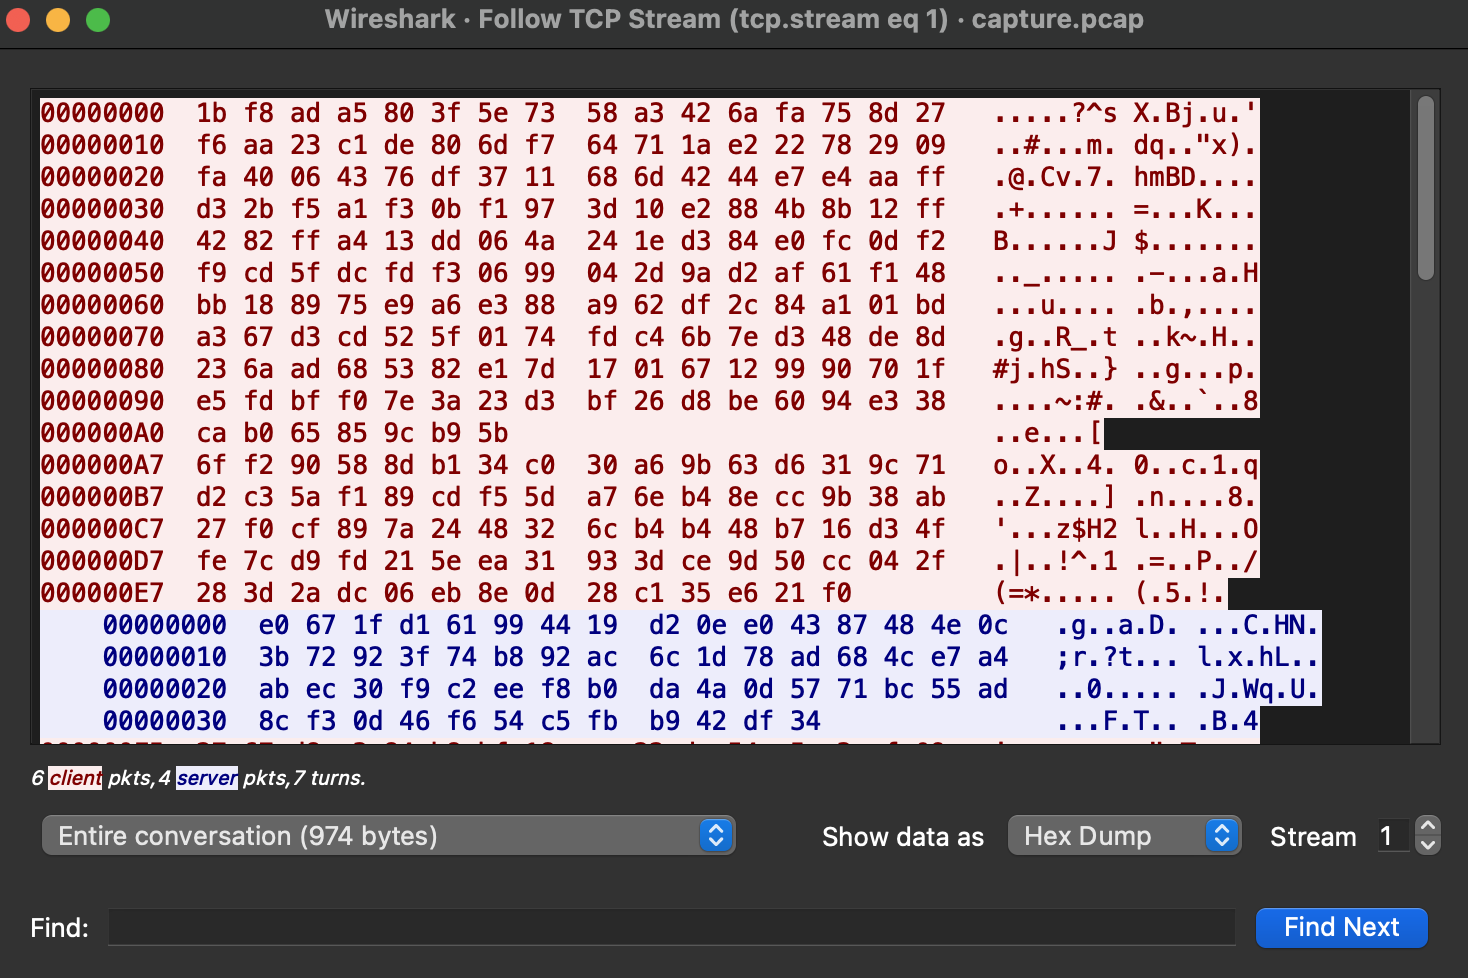 Wireshark · Follow TCP Stream (tcp.stream eq 1) · capture.pcap
00000000  1b f8 ad a5 80 3f 5e 73  58 a3 42 6a fa 75 8d 27   .....?^s X.Bj.u.'
00000010  f6 aa 23 c1 de 80 6d f7  64 71 1a e2 22 78 29 09   ..#...m. dq.."x).
00000020  fa 40 06 43 76 df 37 11  68 6d 42 44 e7 e4 aa ff   .@.Cv.7. hmBD....
00000030  d3 2b f5 a1 f3 0b f1 97  3d 10 e2 88 4b 8b 12 ff   .+...... =...K...
00000040  42 82 ff a4 13 dd 06 4a  24 1e d3 84 e0 fc 0d f2   B......J $.......
00000050  f9 cd 5f dc fd f3 06 99  04 2d 9a d2 af 61 f1 48   .._..... .-...a.H
00000060  bb 18 89 75 e9 a6 e3 88  a9 62 df 2c 84 a1 01 bd   ...u.... .b.,....
00000070  a3 67 d3 cd 52 5f 01 74  fd c4 6b 7e d3 48 de 8d   .g..R_.t ..k~.H..
00000080  23 6a ad 68 53 82 e1 7d  17 01 67 12 99 90 70 1f   #j.hS..} ..g...p.
00000090  e5 fd bf f0 7e 3a 23 d3  bf 26 d8 be 60 94 e3 38   ....~:#. .&..`..8
000000A0  ca b0 65 85 9c b9 5b   ..e...[
000000A7  6f f2 90 58 8d b1 34 c0  30 a6 9b 63 d6 31 9c 71   o..X..4. 0..c.1.q
000000B7  d2 c3 5a f1 89 cd f5 5d  a7 6e b4 8e cc 9b 38 ab   ..Z....] .n....8.
000000C7  27 f0 cf 89 7a 24 48 32  6c b4 b4 48 b7 16 d3 4f   '...z$H2 l..H...O
000000D7  fe 7c d9 fd 21 5e ea 31  93 3d ce 9d 50 cc 04 2f   .|..!^.1 .=..P../
000000E7  28 3d 2a dc 06 eb 8e 0d  28 c1 35 e6 21 f0   (=*..... (.5.!.
00000000  e0 67 1f d1 61 99 44 19  d2 0e e0 43 87 48 4e 0c   .g..a.D. ...C.HN.
00000010  3b 72 92 3f 74 b8 92 ac  6c 1d 78 ad 68 4c e7 a4   ;r.?t... l.x.hL..
00000020  ab ec 30 f9 c2 ee f8 b0  da 4a 0d 57 71 bc 55 ad   ..0..... .J.Wq.U.
00000030  8c f3 0d 46 f6 54 c5 fb  b9 42 df 34   ...F.T.. .B.4
6 client pkts, 4 server pkts, 7 turns.
Entire conversation (974 bytes) Show data as Hex Dump Stream 1
Find: Find Next